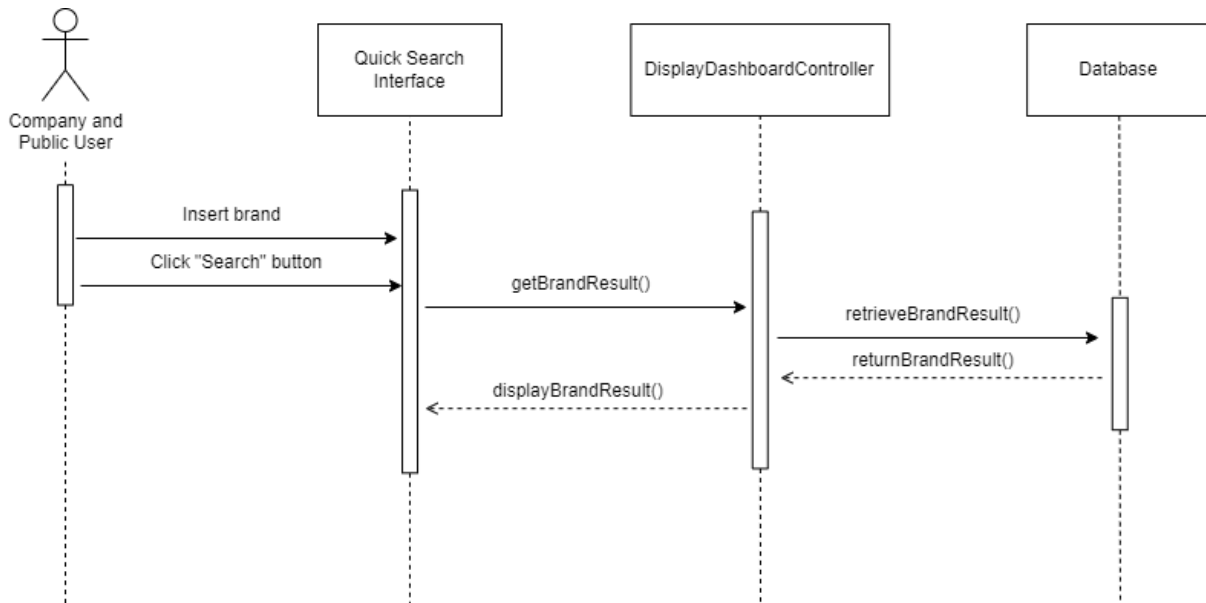 Company and
Public User
Quick Search
Interface
DisplayDashboardController
Database
Insert brand
Click "Search" button
getBrandResult()
retrieveBrandResult()
returnBrandResult()
displayBrandResult()